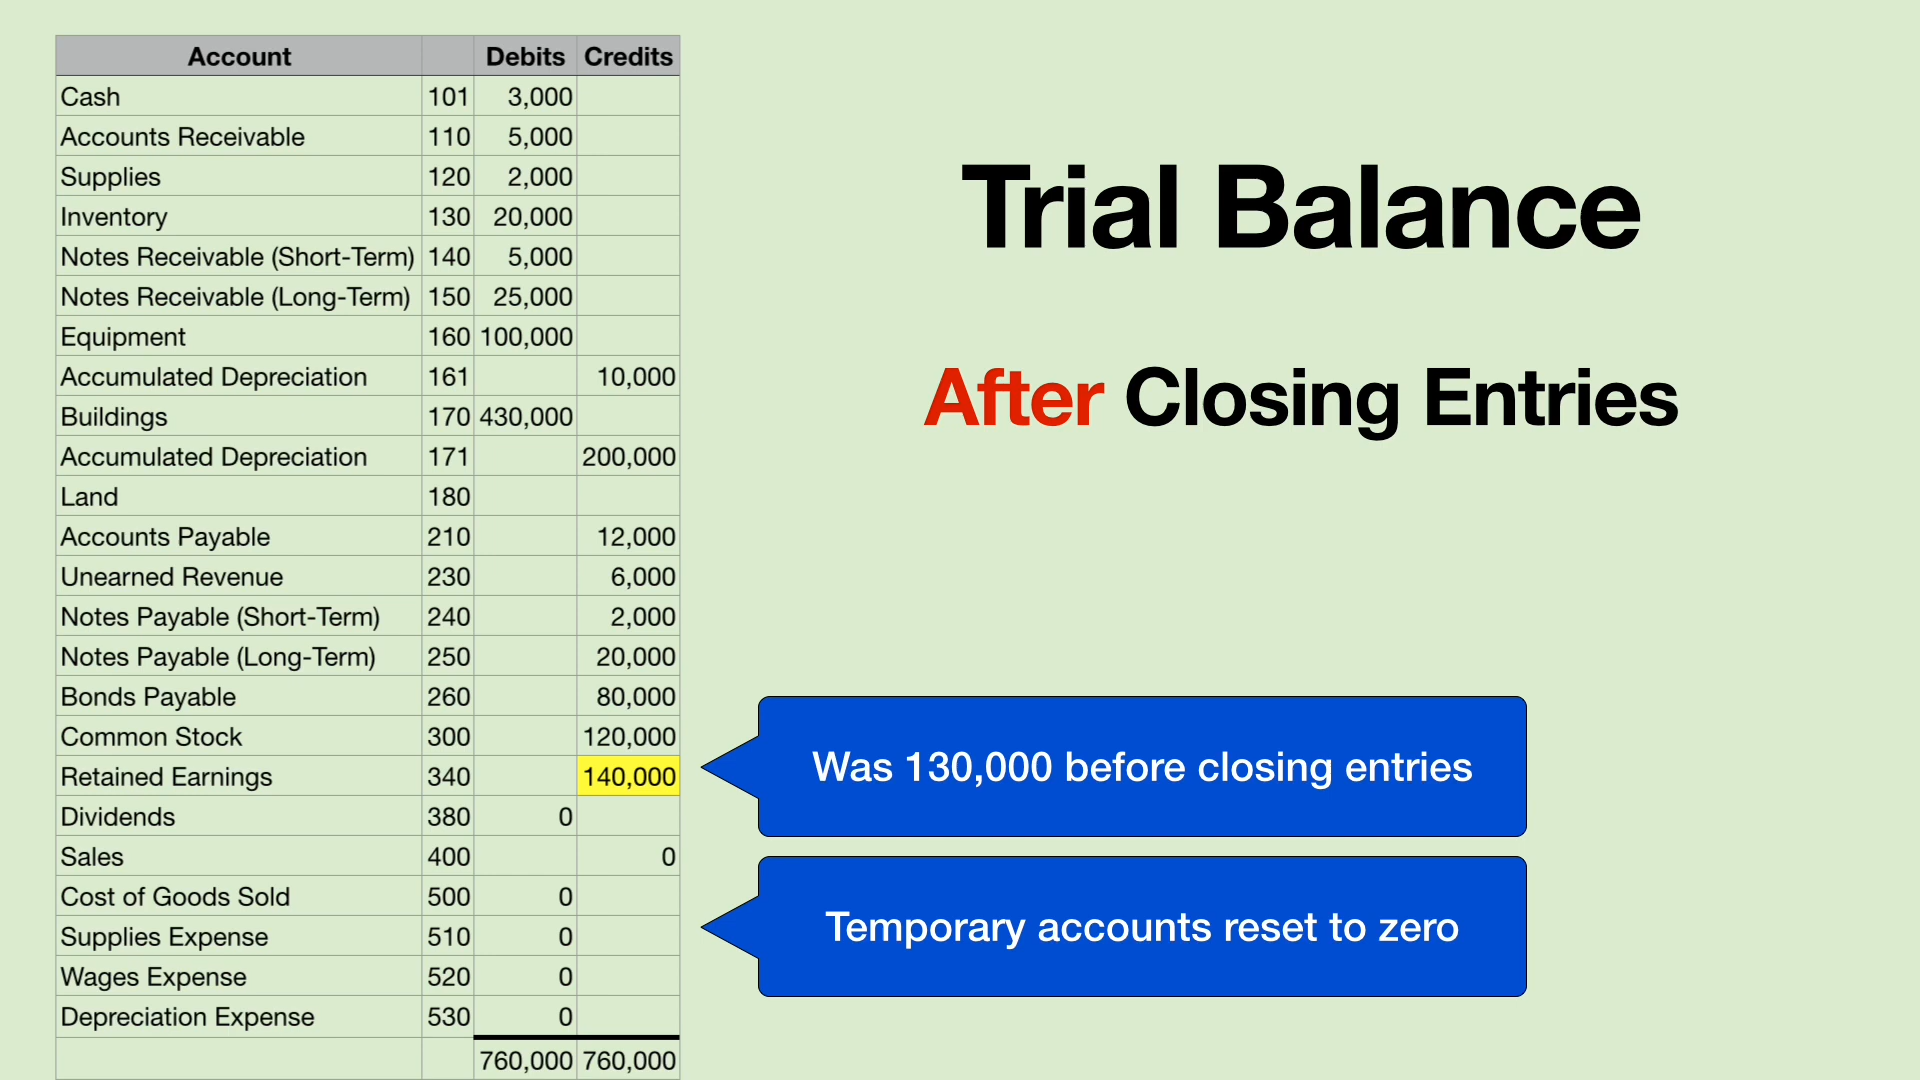 Account Debits Credits
Cash 101 3,000
Accounts Receivable 110 5,000
Supplies 120 2,000
Inventory 130 20,000
Notes Receivable (Short-Term) 140 5,000
Notes Receivable (Long-Term) 150 25,000
Equipment 160 100,000
Accumulated Depreciation 161 10,000
Buildings 170 430,000
Accumulated Depreciation 171 200,000
Land 180
Accounts Payable 210 12,000
Unearned Revenue 230 6,000
Notes Payable (Short-Term) 240 2,000
Notes Payable (Long-Term) 250 20,000
Bonds Payable 260 80,000
Common Stock 300 120,000
Retained Earnings 340 140,000
Dividends 380 0
Sales 400 0
Cost of Goods Sold 500 0
Supplies Expense 510 0
Wages Expense 520 0
Depreciation Expense 530 0
760,000 760,000
Trial Balance
After Closing Entries
Was 130,000 before closing entries
Temporary accounts reset to zero